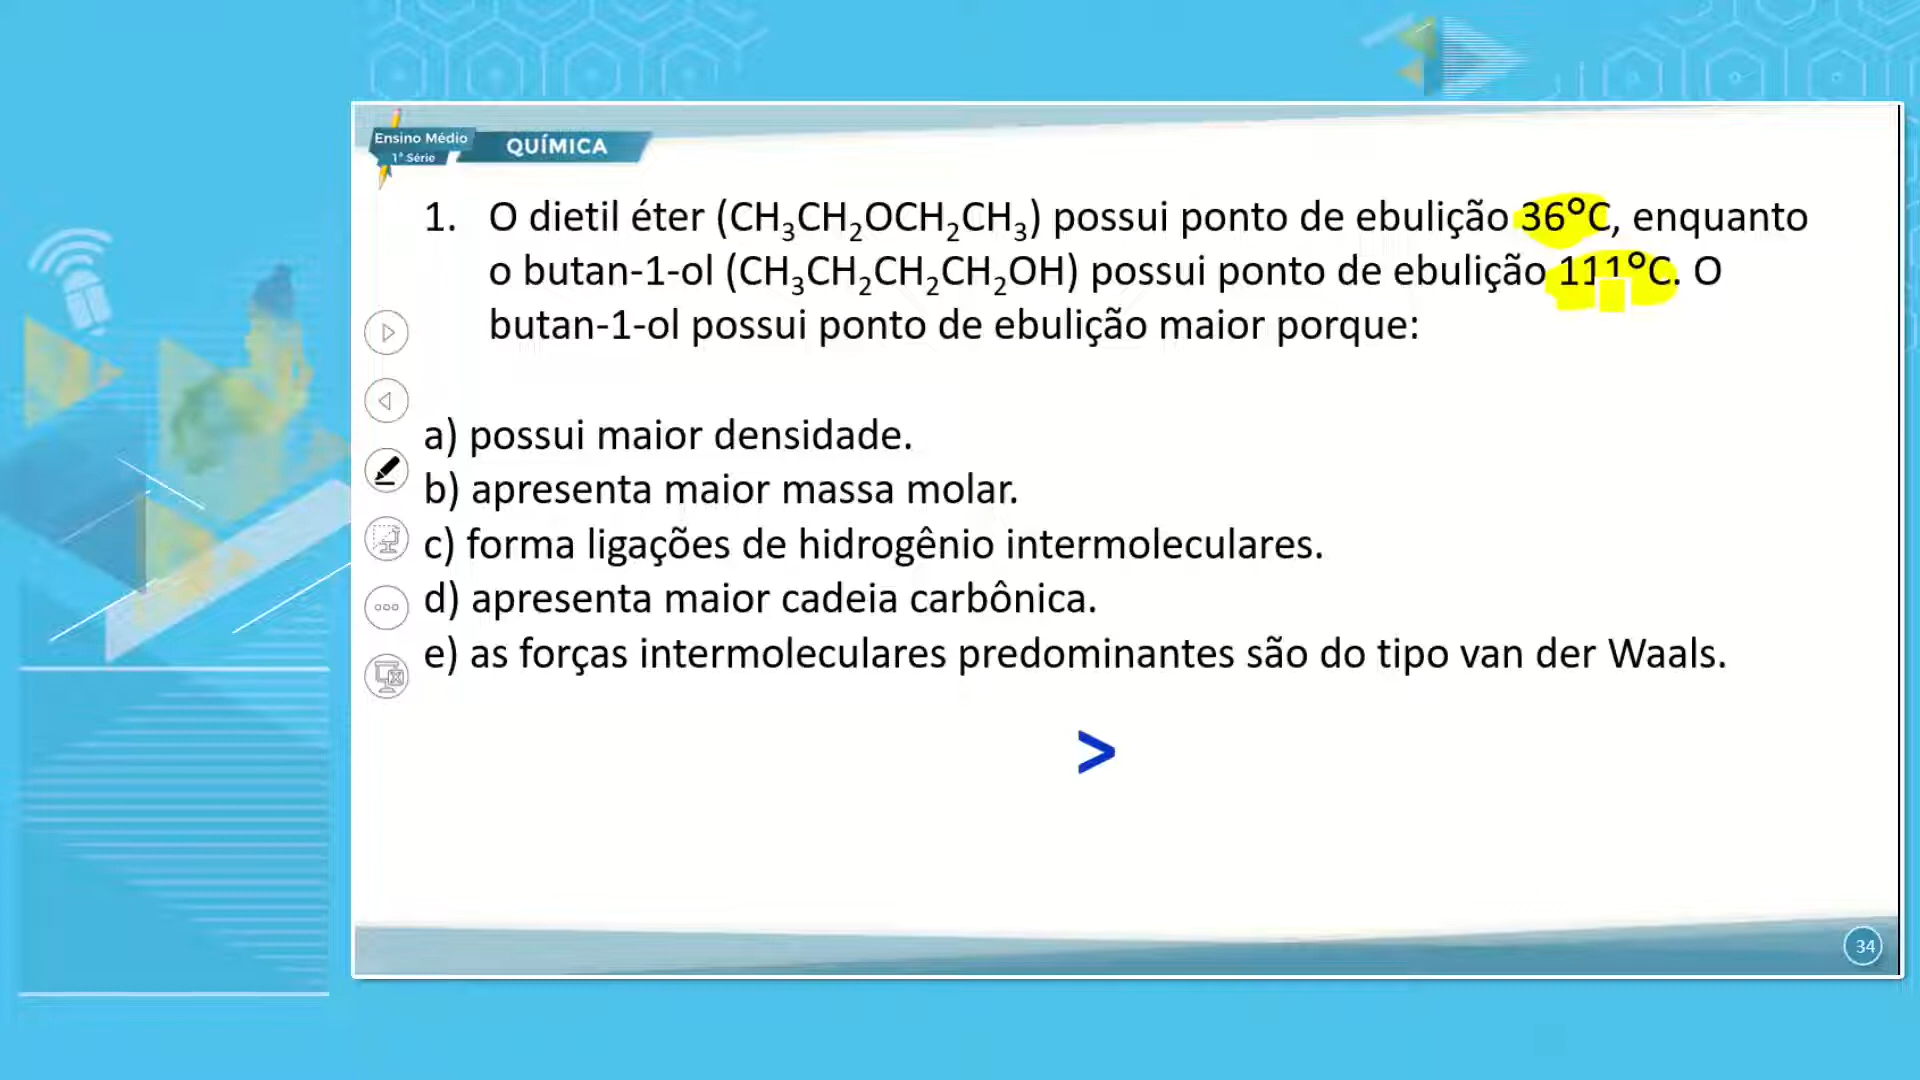 Ensino Médio
1ª Série
QUÍMICA
1. O dietil éter (CH₃CH₂OCH₂CH₃) possui ponto de ebulição 36°C, enquanto
o butan-1-ol (CH₃CH₂CH₂CH₂OH) possui ponto de ebulição 111°C. O
butan-1-ol possui ponto de ebulição maior porque:
a) possui maior densidade.
b) apresenta maior massa molar.
c) forma ligações de hidrogênio intermoleculares.
d) apresenta maior cadeia carbônica.
e) as forças intermoleculares predominantes são do tipo van der Waals.
>
34